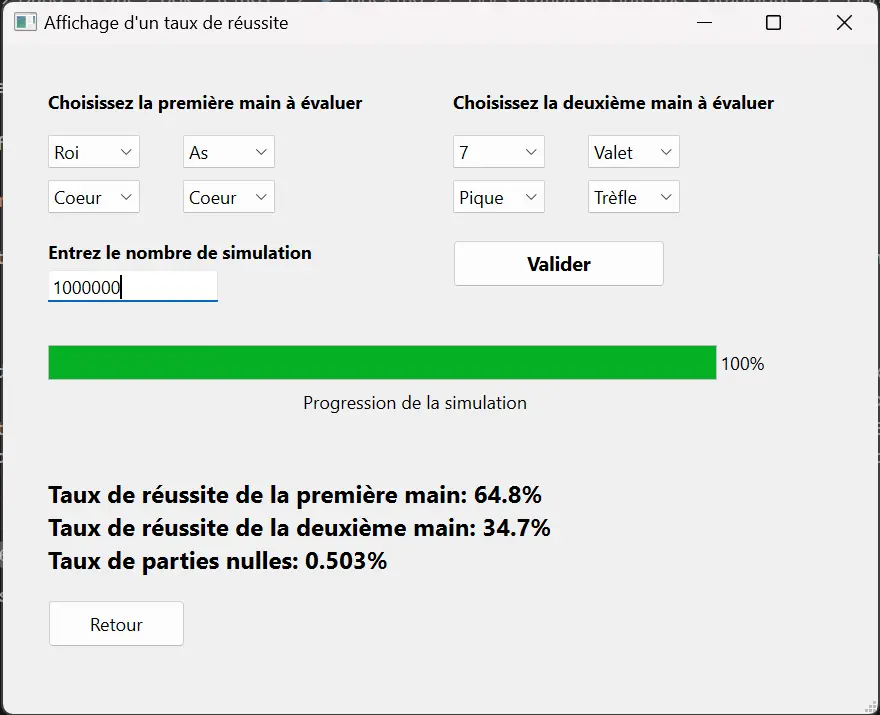 Affichage d'un taux de réussite
Choisissez la première main à évaluer
Choisissez la deuxième main à évaluer
Roi As 7 Valet
Coeur Coeur Pique Trèfle
Entrez le nombre de simulation
Valider
1000000
100%
Progression de la simulation
Taux de réussite de la première main: 64.8%
Taux de réussite de la deuxième main: 34.7%
Taux de parties nulles: 0.503%
Retour